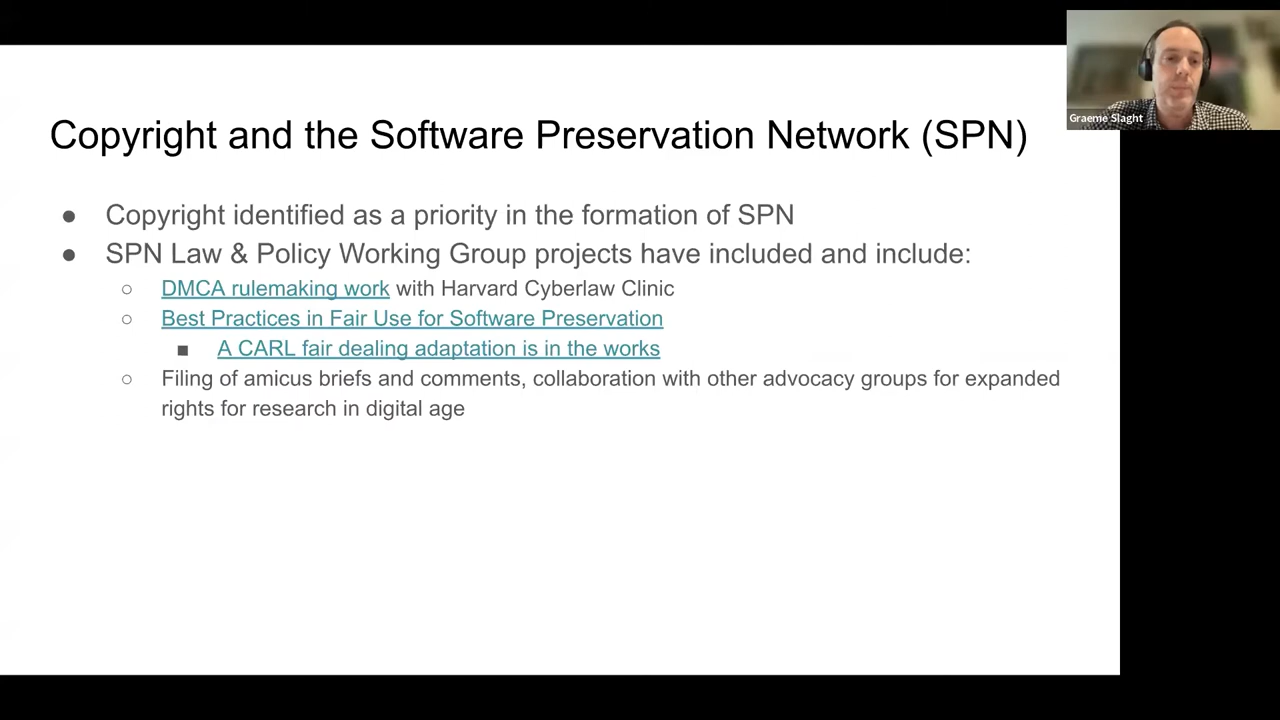 Copyright and the Software Preservation Network (SPN)
Graeme Slaght
● Copyright identified as a priority in the formation of SPN
● SPN Law & Policy Working Group projects have included and include:
○ DMCA rulemaking work with Harvard Cyberlaw Clinic
○ Best Practices in Fair Use for Software Preservation
■ A CARL fair dealing adaptation is in the works
○ Filing of amicus briefs and comments, collaboration with other advocacy groups for expanded
rights for research in digital age